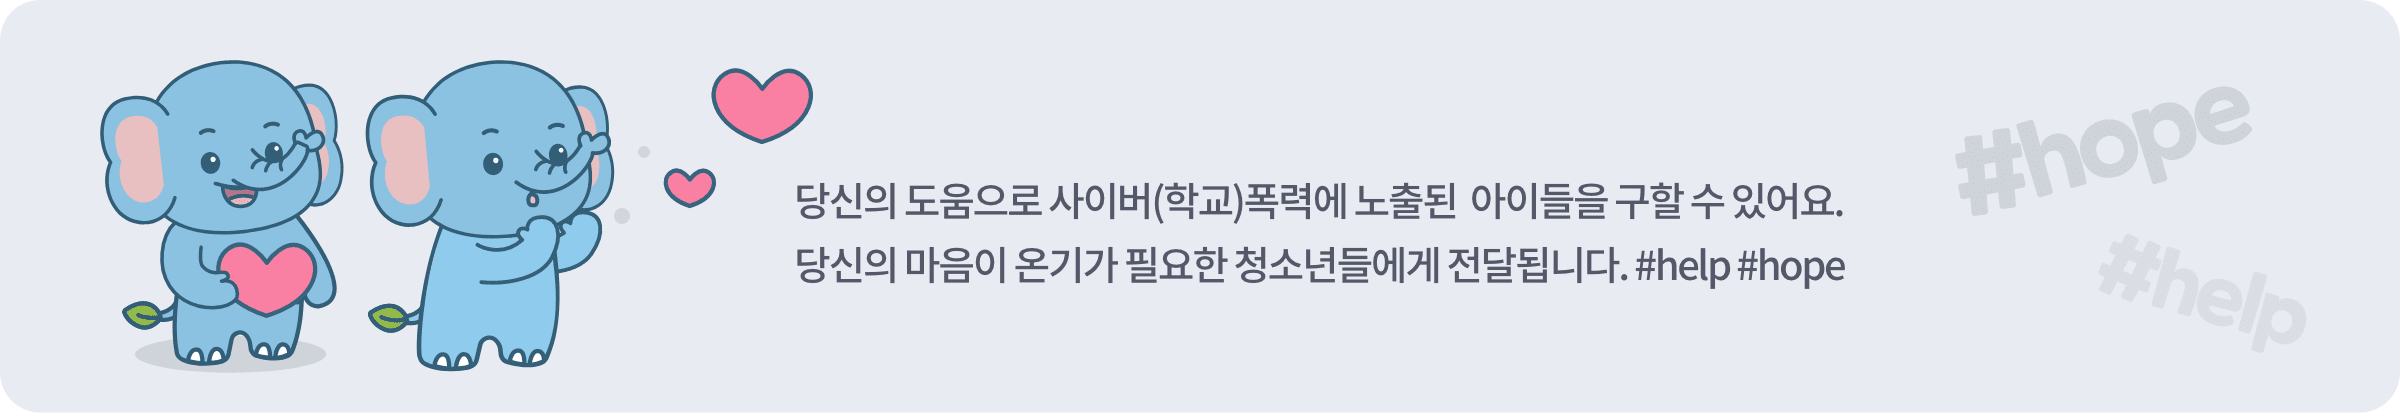 당신의 도움으로 사이버(학교)폭력에 노출된 아이들을 구할 수 있어요.
당신의 마음이 온기가 필요한 청소년들에게 전달됩니다. #help #hope
#hope
#help